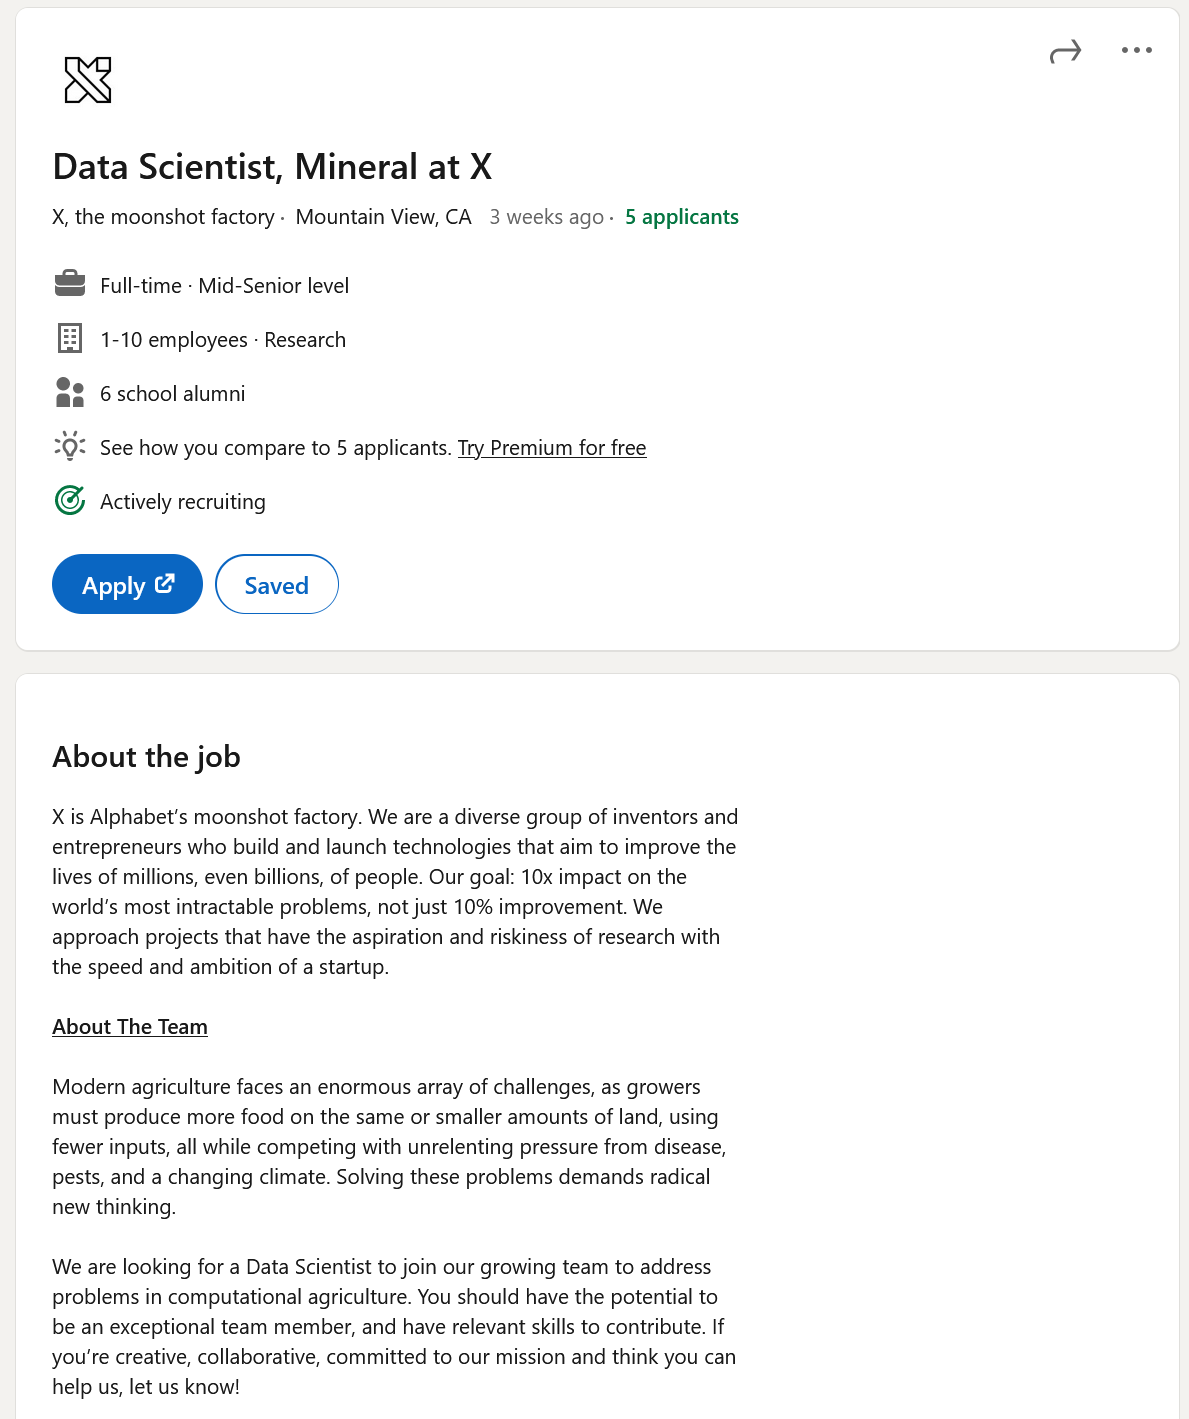 Data Scientist, Mineral at X
X, the moonshot factory · Mountain View, CA 3 weeks ago · 5 applicants
Full-time · Mid-Senior level
1-10 employees · Research
6 school alumni
See how you compare to 5 applicants. Try Premium for free
Actively recruiting
Apply Saved
About the job
X is Alphabet’s moonshot factory. We are a diverse group of inventors and
entrepreneurs who build and launch technologies that aim to improve the
lives of millions, even billions, of people. Our goal: 10x impact on the
world’s most intractable problems, not just 10% improvement. We
approach projects that have the aspiration and riskiness of research with
the speed and ambition of a startup.
About The Team
Modern agriculture faces an enormous array of challenges, as growers
must produce more food on the same or smaller amounts of land, using
fewer inputs, all while competing with unrelenting pressure from disease,
pests, and a changing climate. Solving these problems demands radical
new thinking.
We are looking for a Data Scientist to join our growing team to address
problems in computational agriculture. You should have the potential to
be an exceptional team member, and have relevant skills to contribute. If
you’re creative, collaborative, committed to our mission and think you can
help us, let us know!